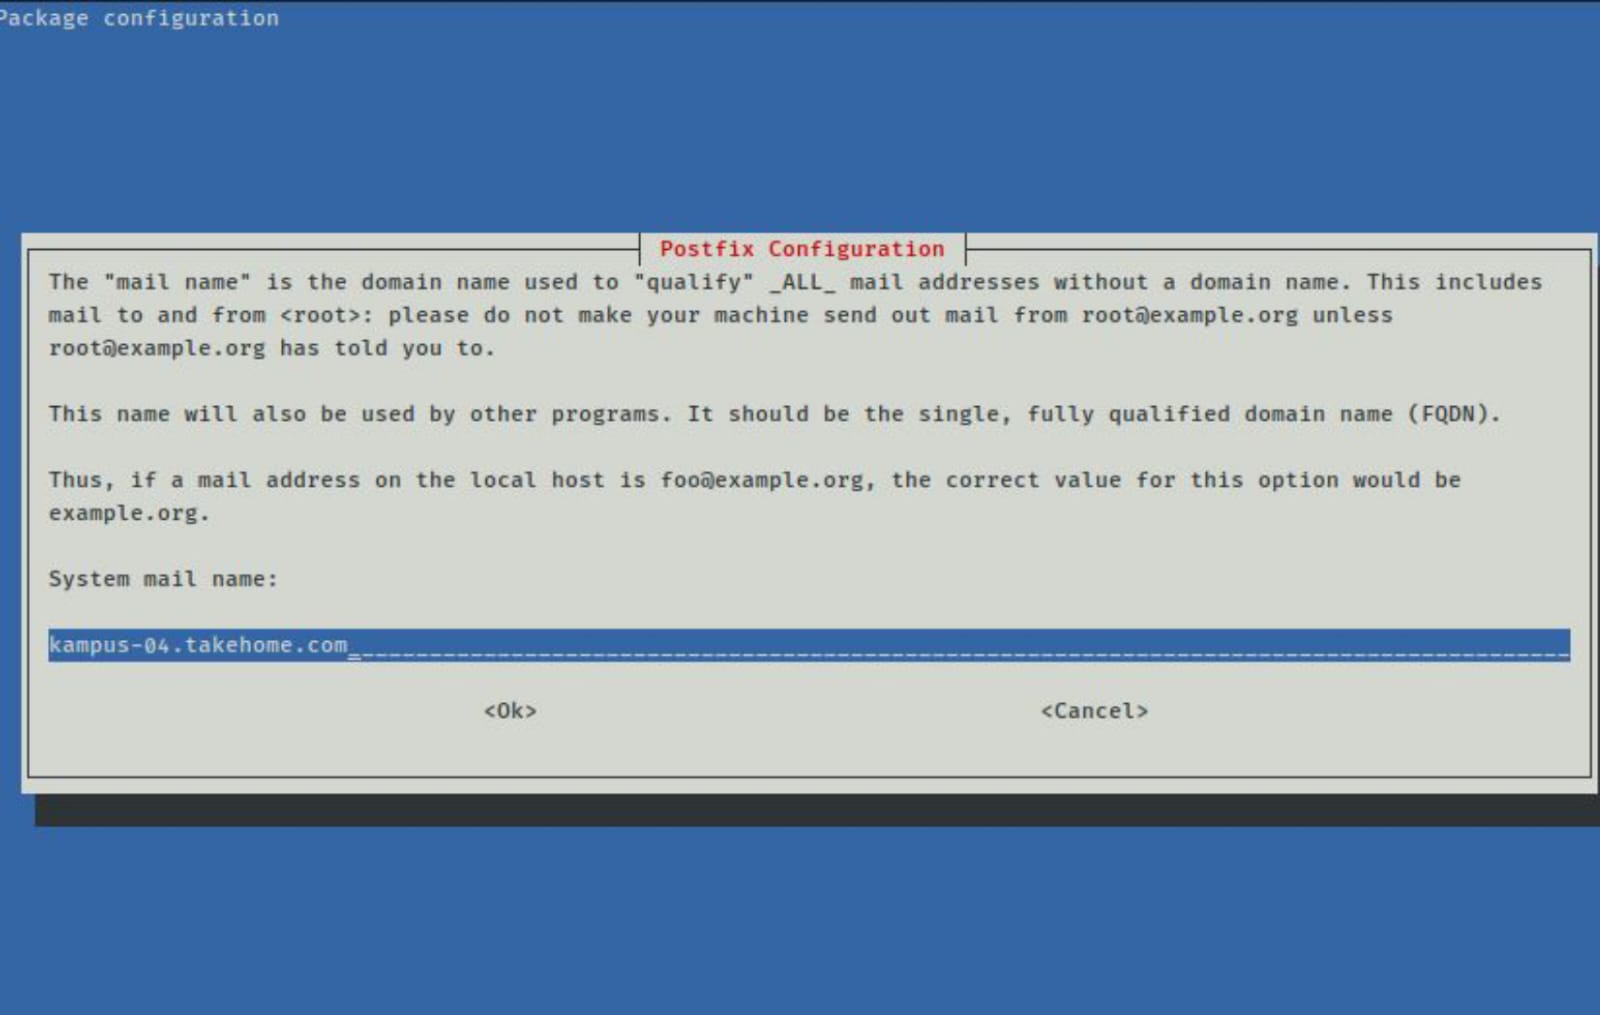 Package configuration
Postfix Configuration
The "mail name" is the domain name used to "qualify" _ALL_ mail addresses without a domain name. This includes
mail to and from <root>: please do not make your machine send out mail from root@example.org unless
root@example.org has told you to.
This name will also be used by other programs. It should be the single, fully qualified domain name (FQDN).
Thus, if a mail address on the local host is foo@example.org, the correct value for this option would be
example.org.
System mail name:
kampus-04.takehome.com
<Ok> <Cancel>